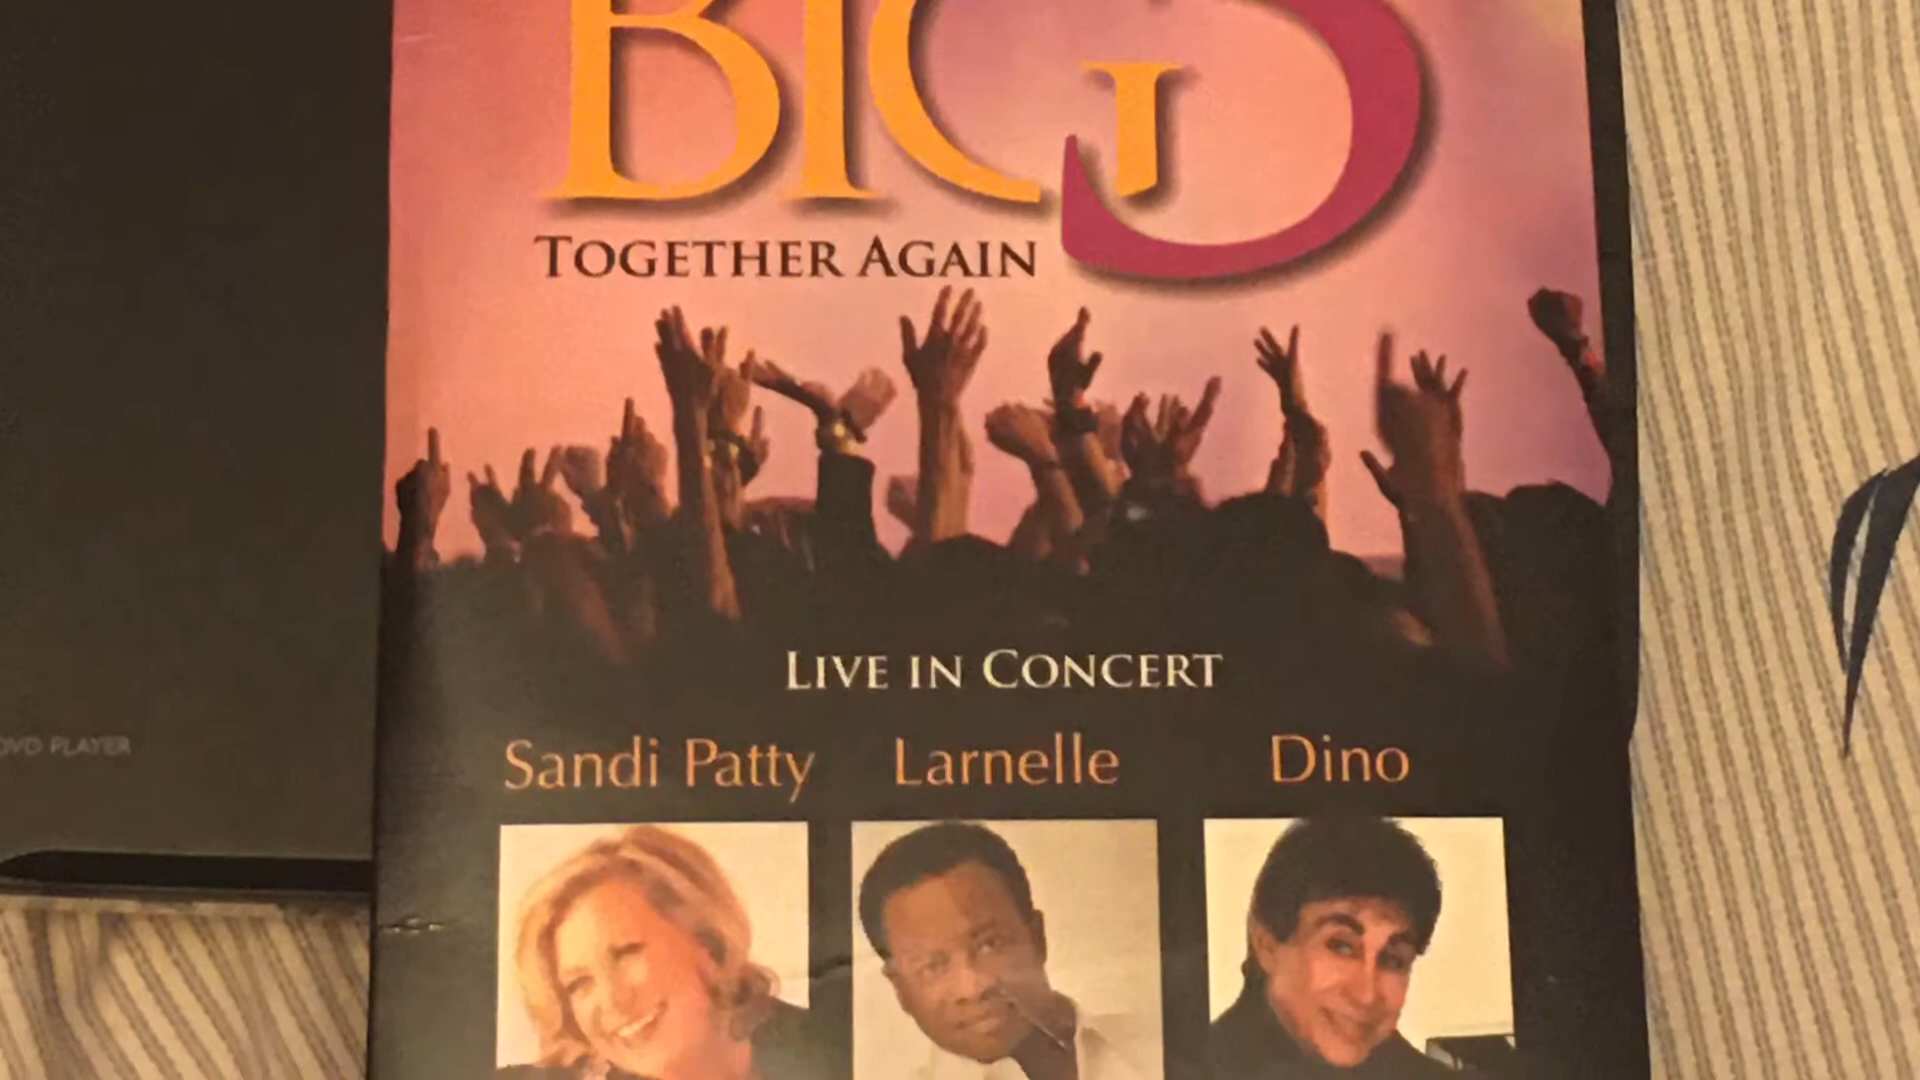 BIG 3
TOGETHER AGAIN
LIVE IN CONCERT
Sandi Patty Larnelle Dino
DVD PLAYER